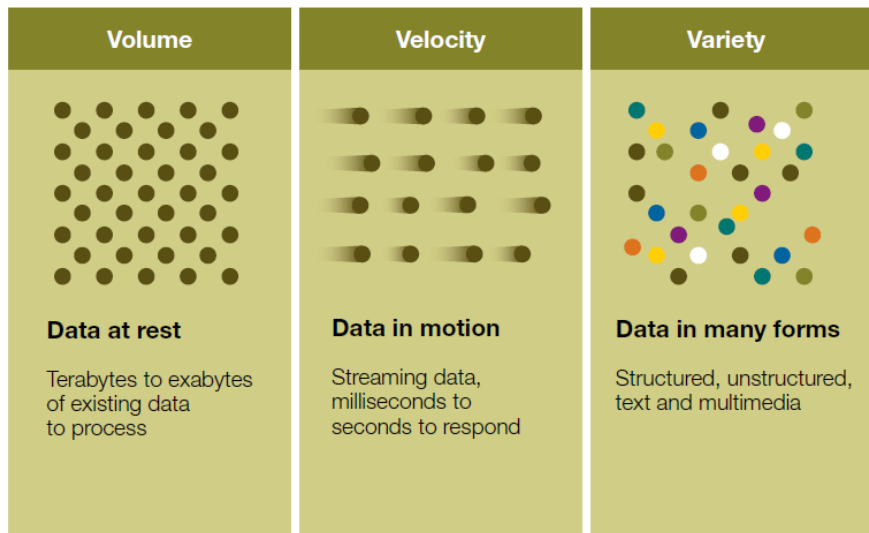 Volume
Data at rest
Terabytes to exabytes
of existing data
to process
Velocity
Data in motion
Streaming data,
milliseconds to
seconds to respond
Variety
Data in many forms
Structured, unstructured,
text and multimedia